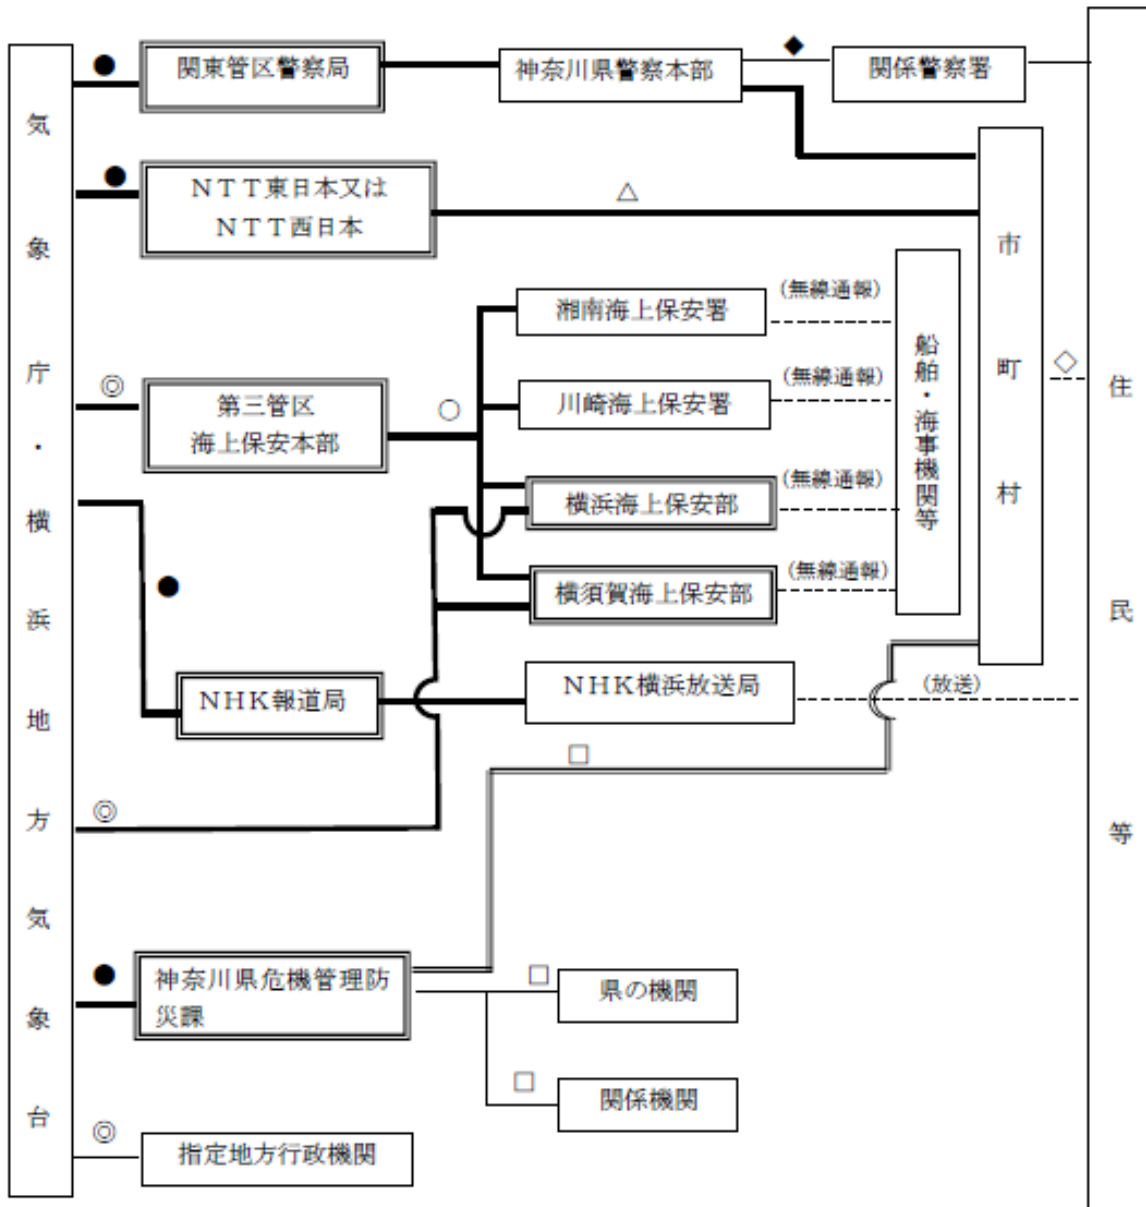 気象庁・横浜地方気象台
●
関東管区警察局
神奈川県警察本部
◆
関係警察署
●
ＮＴＴ東日本又は
ＮＴＴ西日本
△
◎
第三管区
海上保安本部
○
湘南海上保安署
(無線通報)
川崎海上保安署
(無線通報)
横浜海上保安部
(無線通報)
横須賀海上保安部
(無線通報)
船舶・海事機関等
市町村
◇
住民等
●
ＮＨＫ報道局
ＮＨＫ横浜放送局
(放送)
□
◎
●
神奈川県危機管理防
災課
□
県の機関
□
関係機関
◎
指定地方行政機関